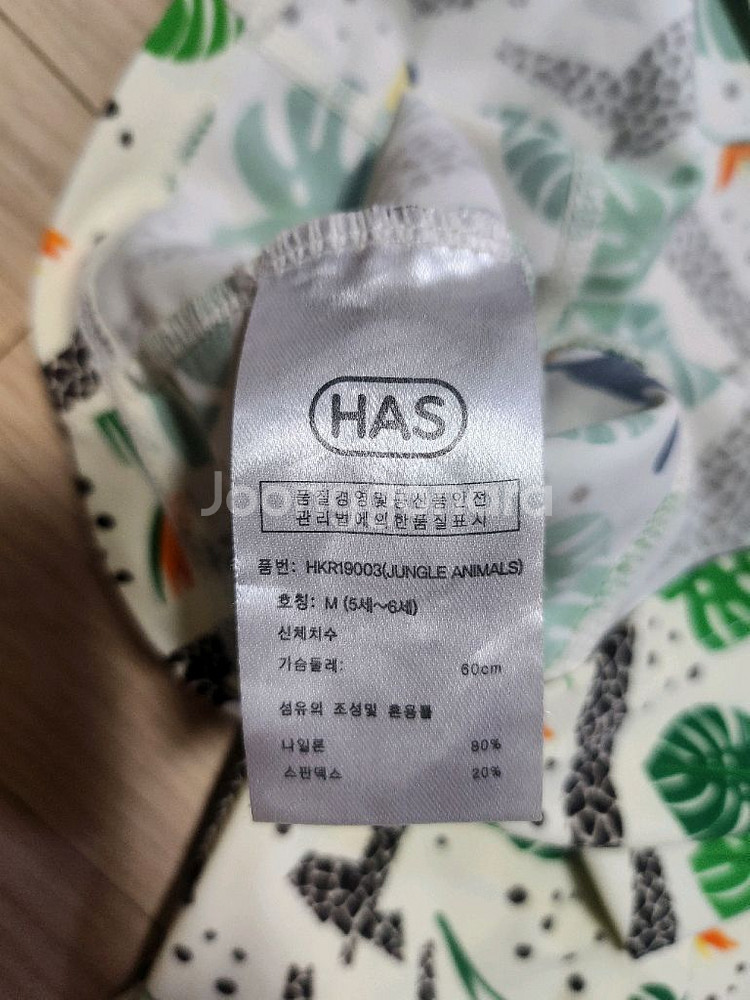 HAS
품질경영및공산품안전
관리법에의한품질표시
품번: HKR19003(JUNGLE ANIMALS)
호칭: M (5세~6세)
신체치수
가슴둘레: 60cm
섬유의 조성및 혼용률
나일론 80%
스판덱스 20%